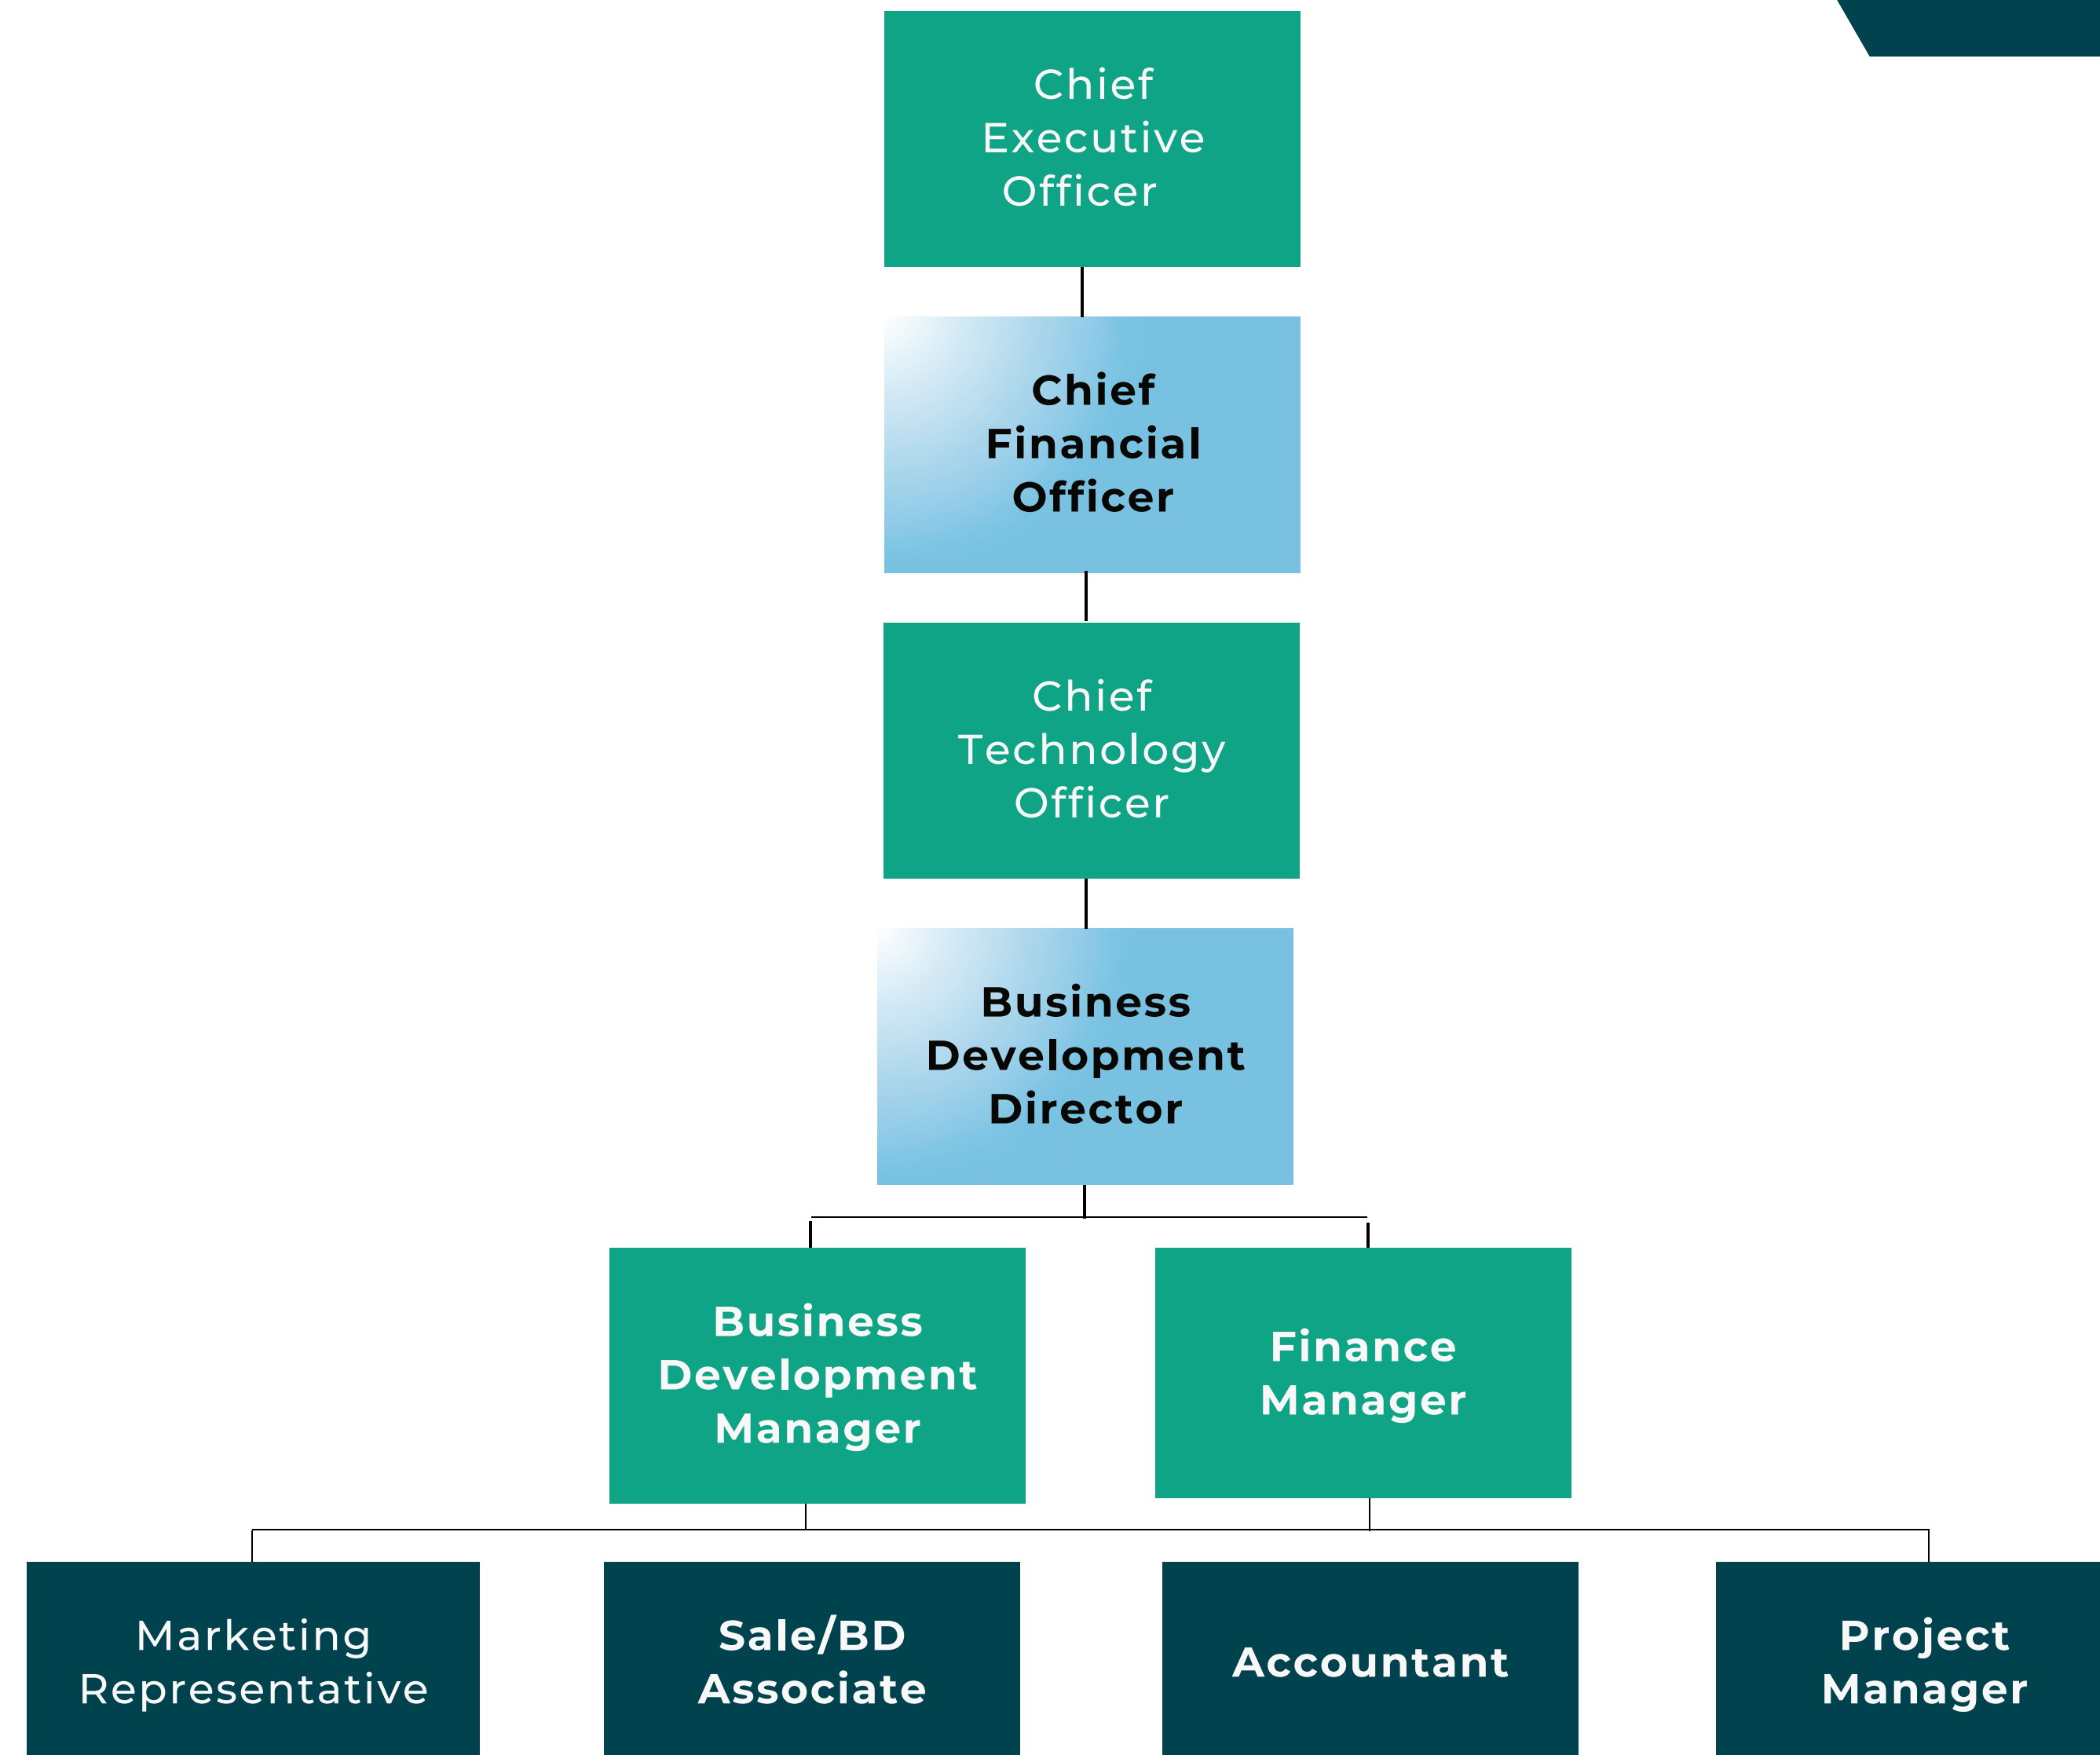 Chief
Executive
Officer
Chief
Financial
Officer
Chief
Technology
Officer
Business
Development
Director
Business
Development
Manager
Finance
Manager
Marketing
Representative
Sale/BD
Associate
Accountant
Project
Manager